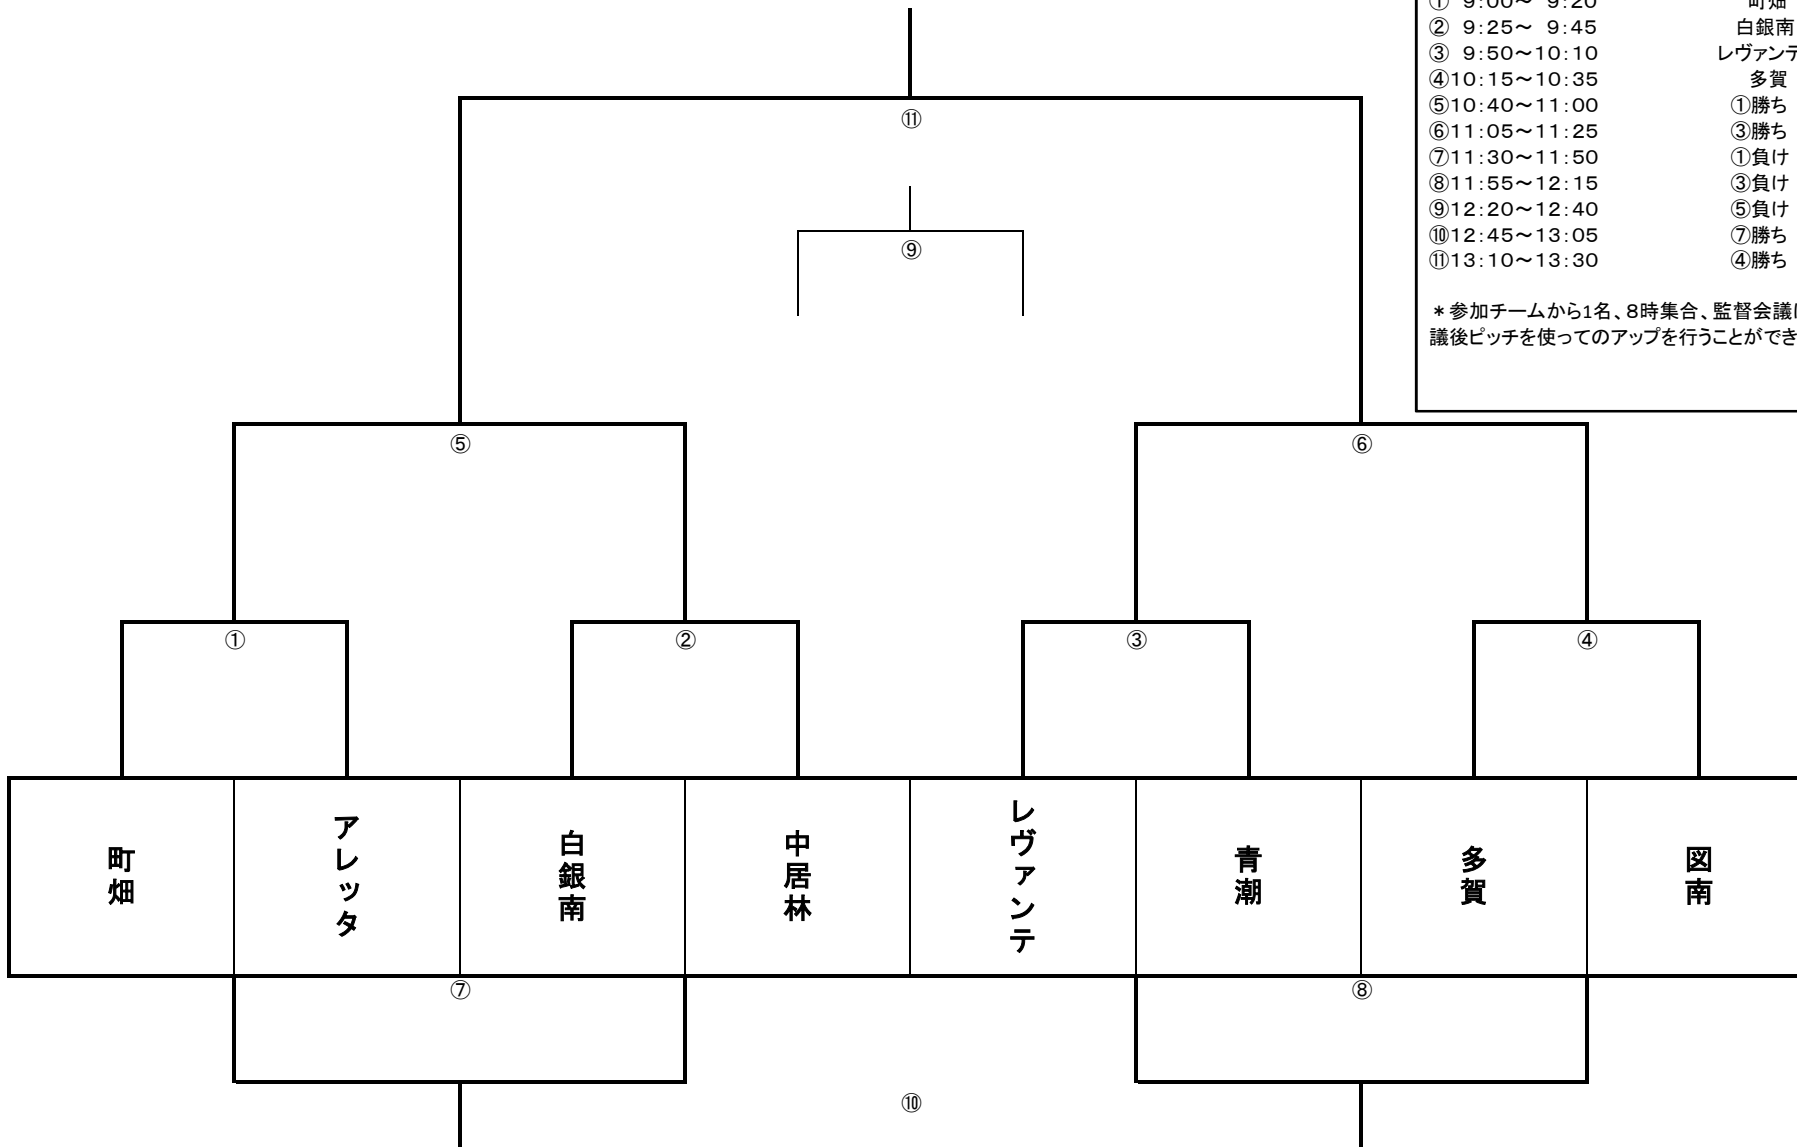 ① 9:00～ 9:20 町畑
② 9:25～ 9:45 白銀南
③ 9:50～10:10 レヴァンテ
④10:15～10:35 多賀
⑤10:40～11:00 ①勝ち
⑥11:05～11:25 ③勝ち
⑦11:30～11:50 ①負け
⑧11:55～12:15 ③負け
⑨12:20～12:40 ⑤負け
⑩12:45～13:05 ⑦勝ち
⑪13:10～13:30 ④勝ち
＊参加チームから1名、8時集合、監督会議
議後ピッチを使ってのアップを行うことができ
⑪
⑨
⑤
⑥
①
②
③
④
町畑
アレッタ
白銀南
中居林
レヴァンテ
青潮
多賀
図南
⑦
⑧
⑩